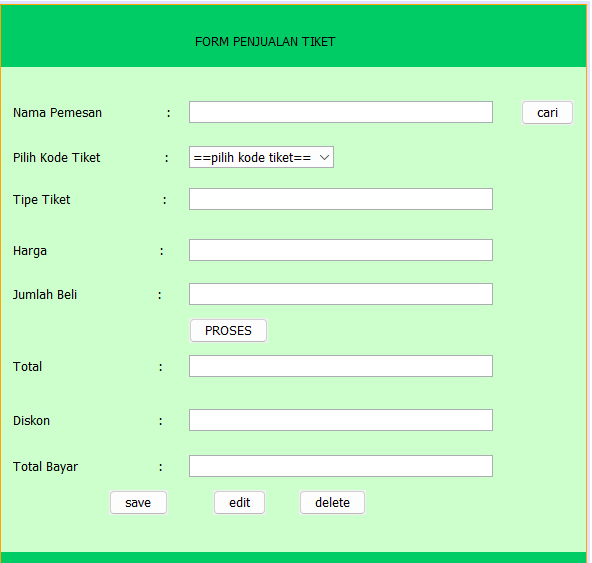 FORM PENJUALAN TIKET
Nama Pemesan : cari
Pilih Kode Tiket : ==pilih kode tiket==
Tipe Tiket :
Harga :
Jumlah Beli :
PROSES
Total :
Diskon :
Total Bayar :
save edit delete